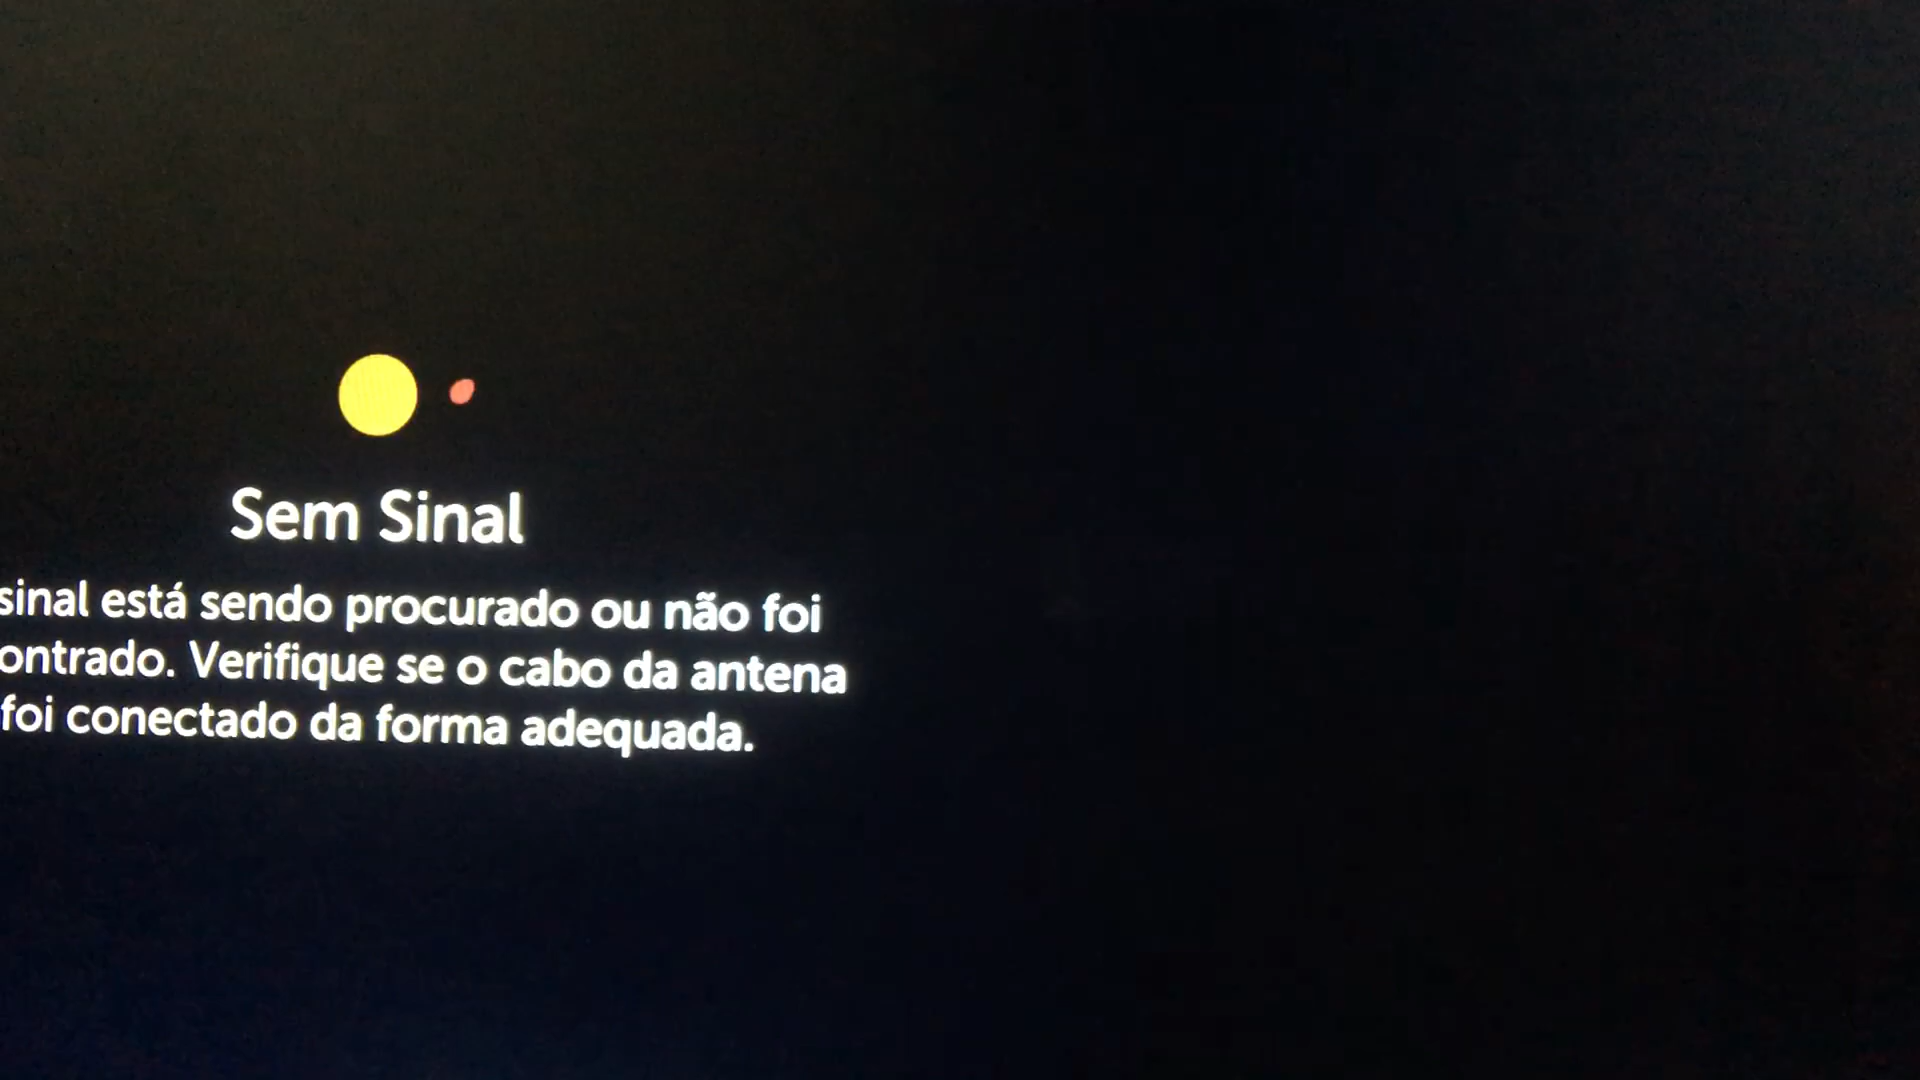 Sem Sinal
sinal está sendo procurado ou não foi
ontrado. Verifique se o cabo da antena
foi conectado da forma adequada.